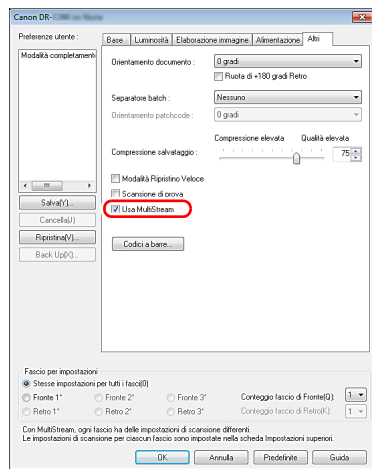 Canon DR-
Preferenze utente :
Modalità completamente
Salva(Y)...
Cancella(J)
Ripristina(V)...
Back Up(X)...
Base Luminosità Elaborazione immagine Alimentazione Altri
Orientamento documento : 0 gradi
Ruota di +180 gradi Retro
Separatore batch : Nessuno
Orientamento patchcode : 0 gradi
Compressione elevata Qualità elevata
Compressione salvataggio : 75
Modalità Ripristino Veloce
Scansione di prova
Usa MultiStream
Codici a barre...
Fascio per impostazioni
Stesse impostazioni per tutti i fasci(0)
Fronte 1° Fronte 2° Fronte 3° Conteggio fascio di Fronte(Q): 1
Retro 1° Retro 2° Retro 3° Conteggio fascio di Retro(K): 1
Con MultiStream, ogni fascio ha delle impostazioni di scansione differenti.
Le impostazioni di scansione per ciascun fascio sono impostate nella scheda Impostazioni superiori.
OK Annulla Predefinite Guida